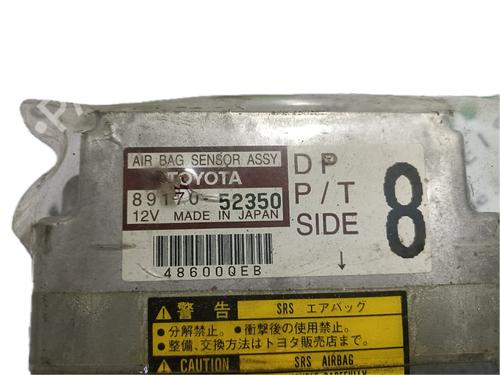 AIR BAG SENSOR ASSY
TOYOTA
89170-52350
12V MADE IN JAPAN
DP
P/T
SIDE
8
↓
48600QEB
警告 SRS エアバッグ
●分解禁止。 ●衝撃後の使用禁止。
●整備、交換方法はトヨタ販売店まで。
CAUTION SRS AIRBAG